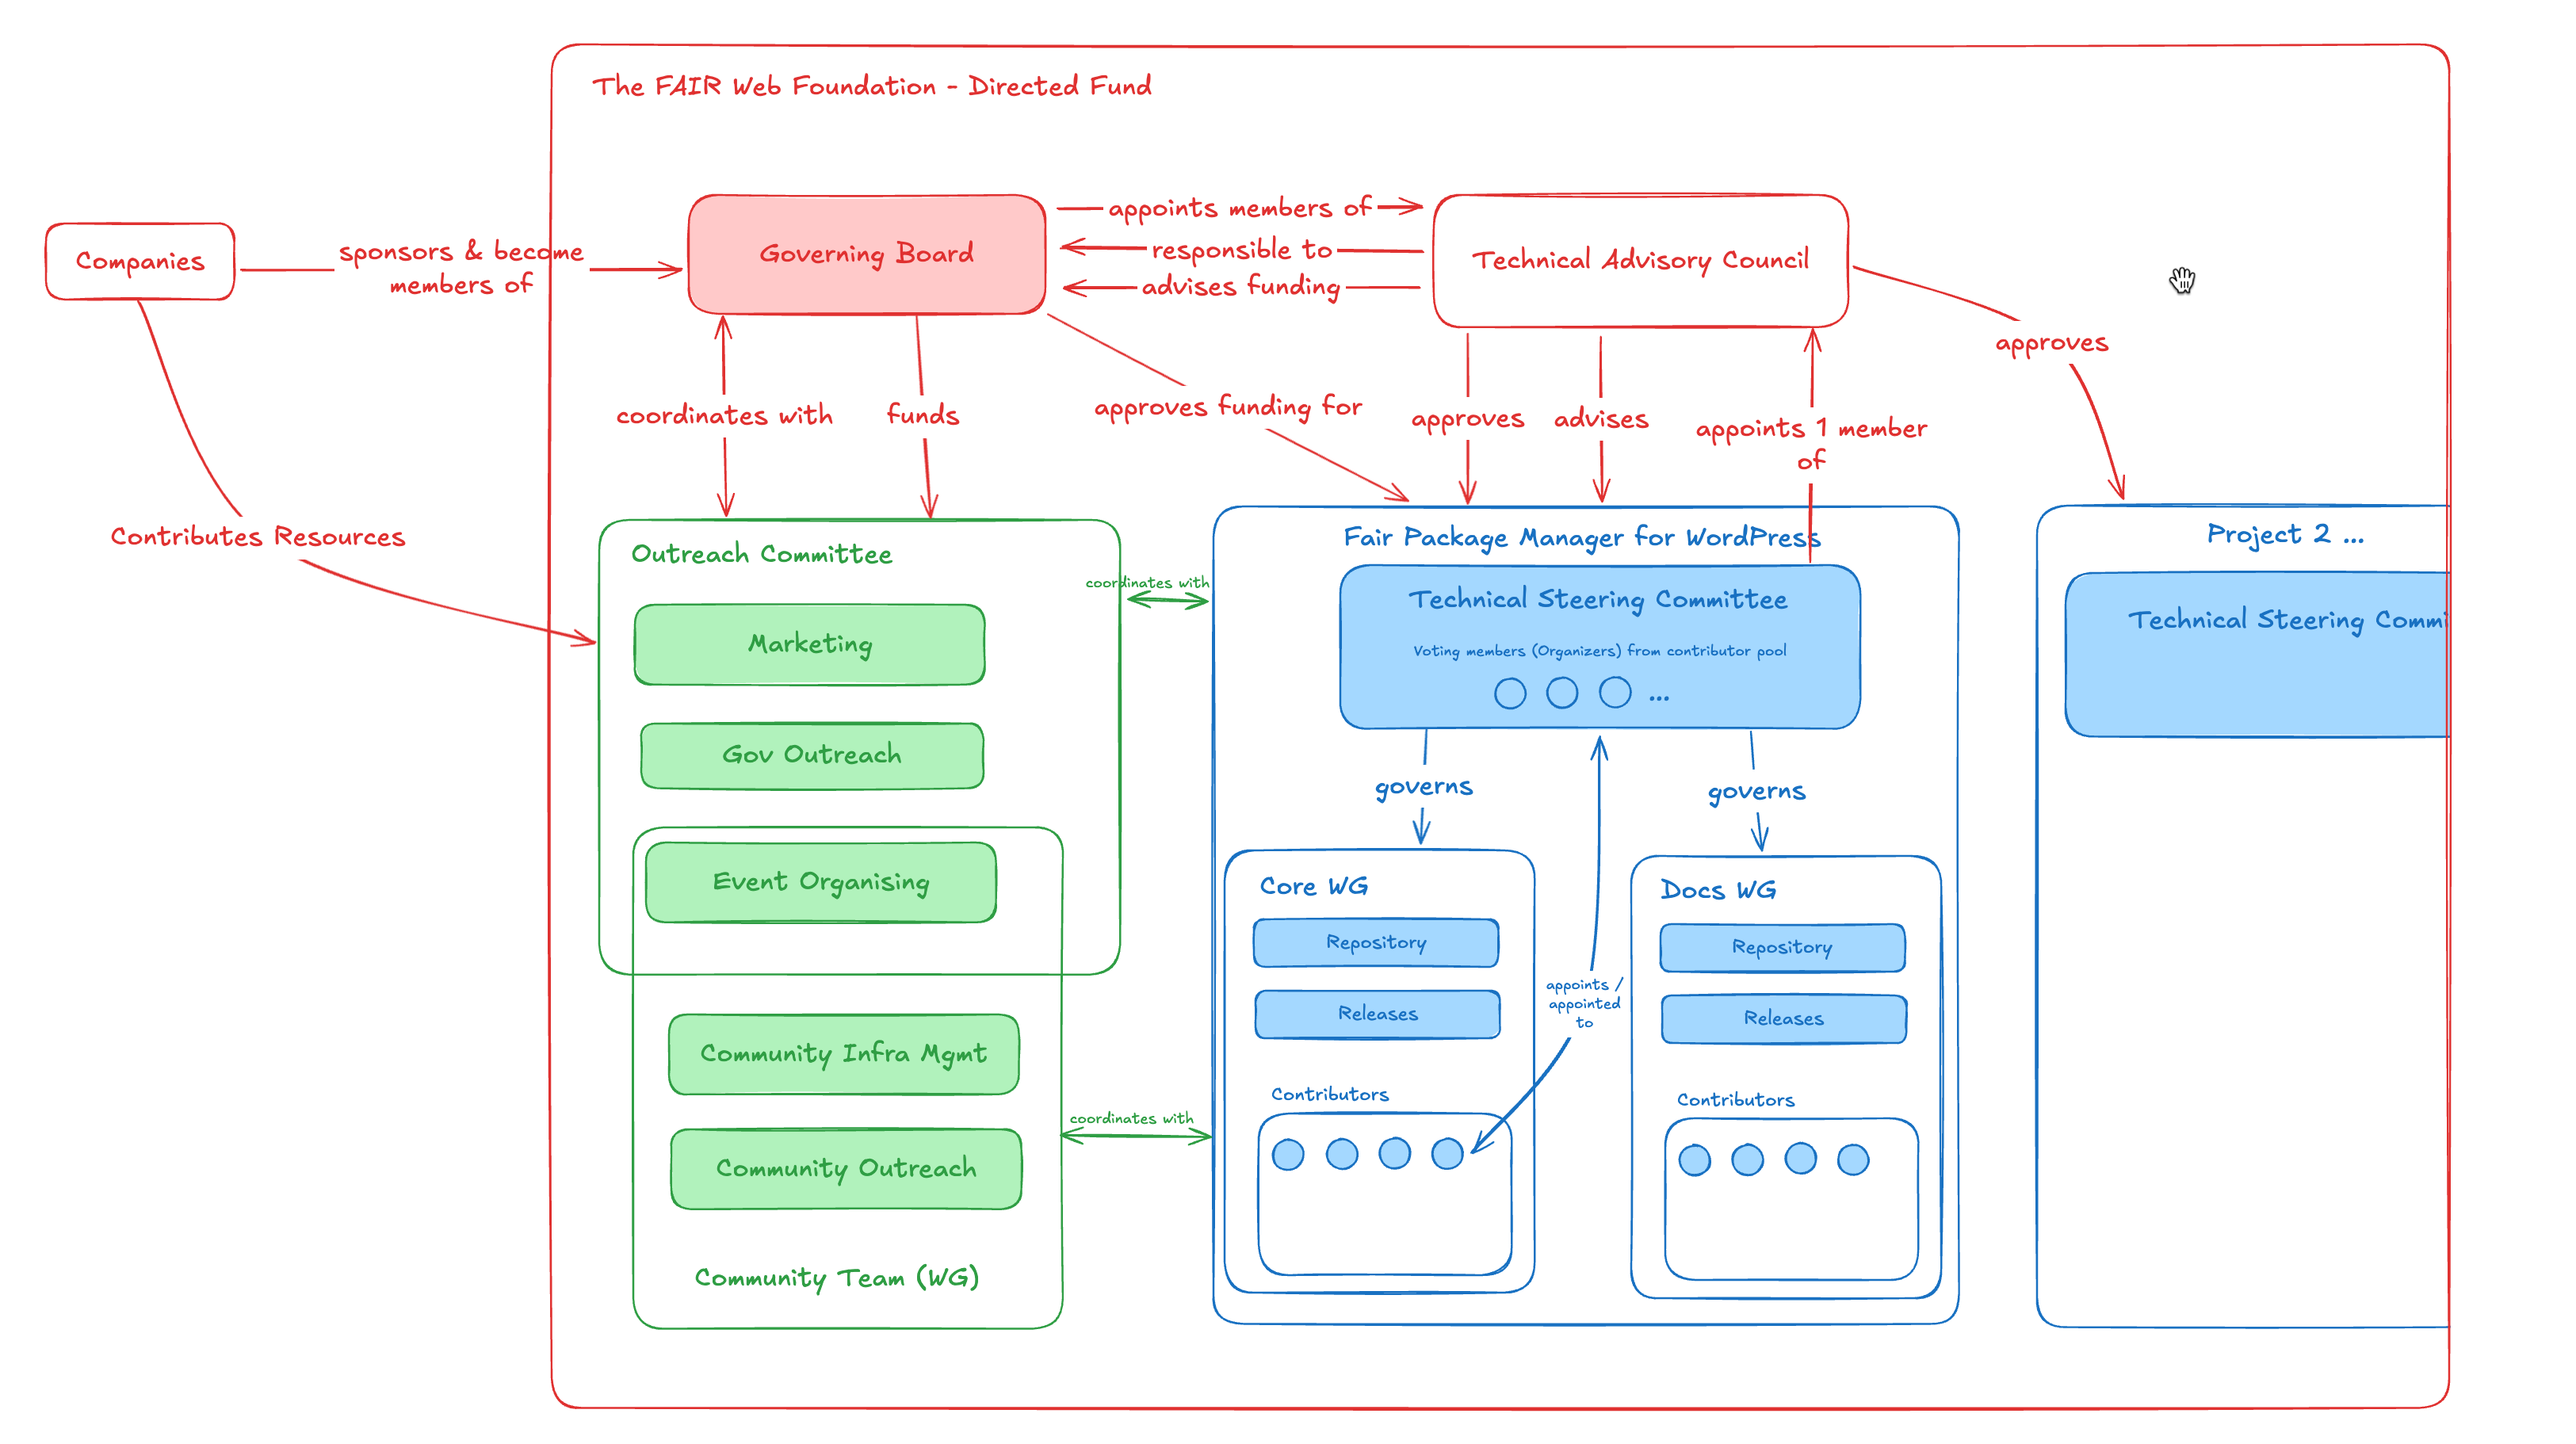 The FAIR Web Foundation - Directed Fund
Companies
sponsors & become
members of
Governing Board
appoints members of
responsible to
advises funding
Technical Advisory Council
approves
coordinates with
funds
approves funding for
approves
advises
appoints 1 member
of
Contributes Resources
Outreach Committee
Marketing
Gov Outreach
Event Organising
Community Infra Mgmt
Community Outreach
Community Team (WG)
coordinates with
coordinates with
Fair Package Manager for WordPress
Technical Steering Committee
Voting members (Organizers) from contributor pool
...
governs
governs
Core WG
Repository
Releases
Contributors
appoints /
appointed
to
Docs WG
Repository
Releases
Contributors
Project 2 ...
Technical Steering Commi